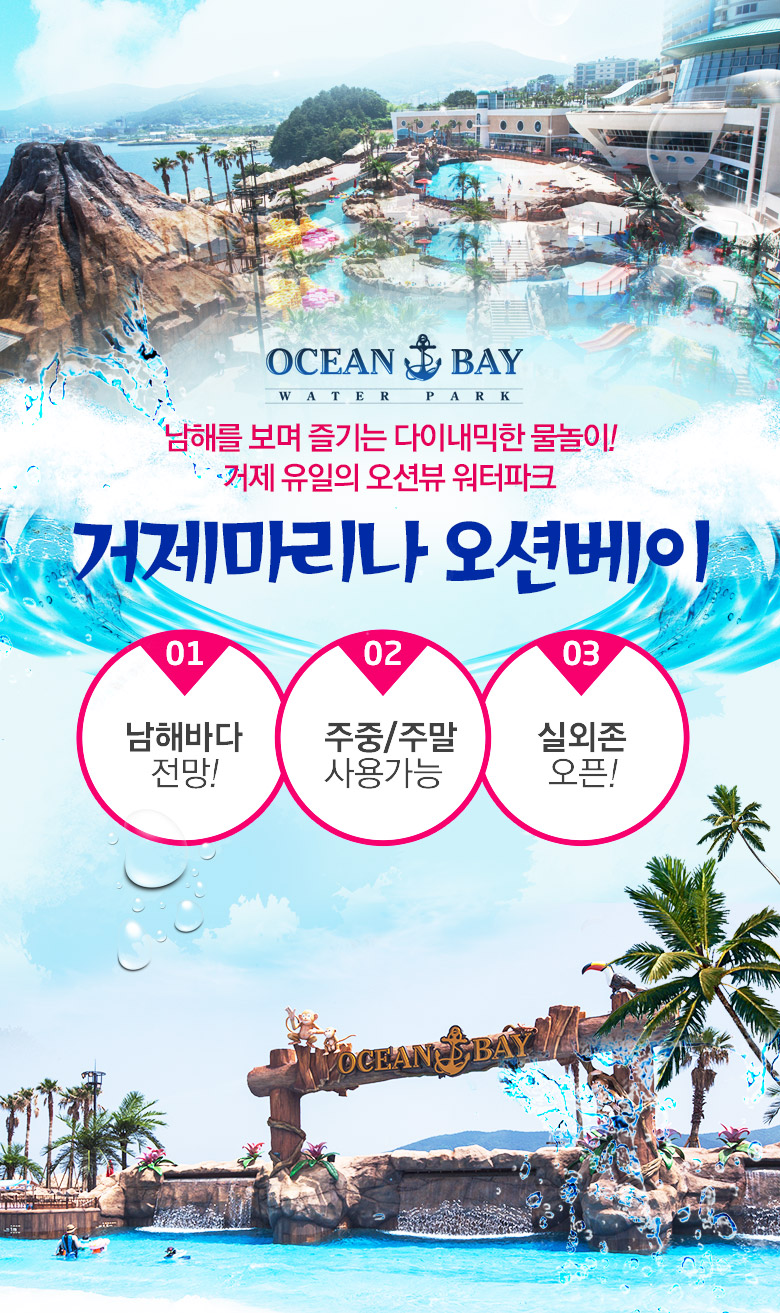 OCEAN BAY
WATER PARK
남해를 보며 즐기는 다이내믹한 물놀이!
거제 유일의 오션뷰 워터파크
거제마리나 오션베이
01
남해바다
전망!
02
주중/주말
사용가능
03
실외존
오픈!
OCEAN BAY